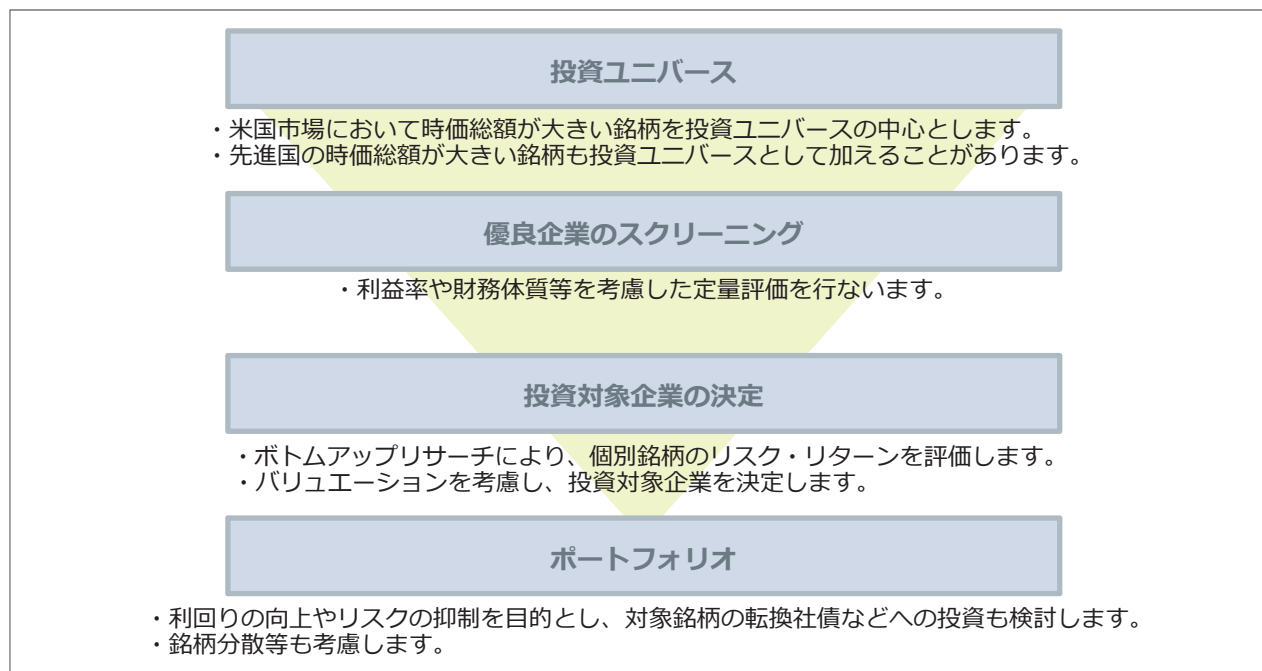 投資ユニバース
・米国市場において時価総額が大きい銘柄を投資ユニバースの中心とします。
・先進国の時価総額が大きい銘柄も投資ユニバースとして加えることがあります。
優良企業のスクリーニング
・利益率や財務体質等を考慮した定量評価を行ないます。
投資対象企業の決定
・ボトムアップリサーチにより、個別銘柄のリスク・リターンを評価します。
・バリュエーションを考慮し、投資対象企業を決定します。
ポートフォリオ
・利回りの向上やリスクの抑制を目的とし、対象銘柄の転換社債などへの投資も検討します。
・銘柄分散等も考慮します。